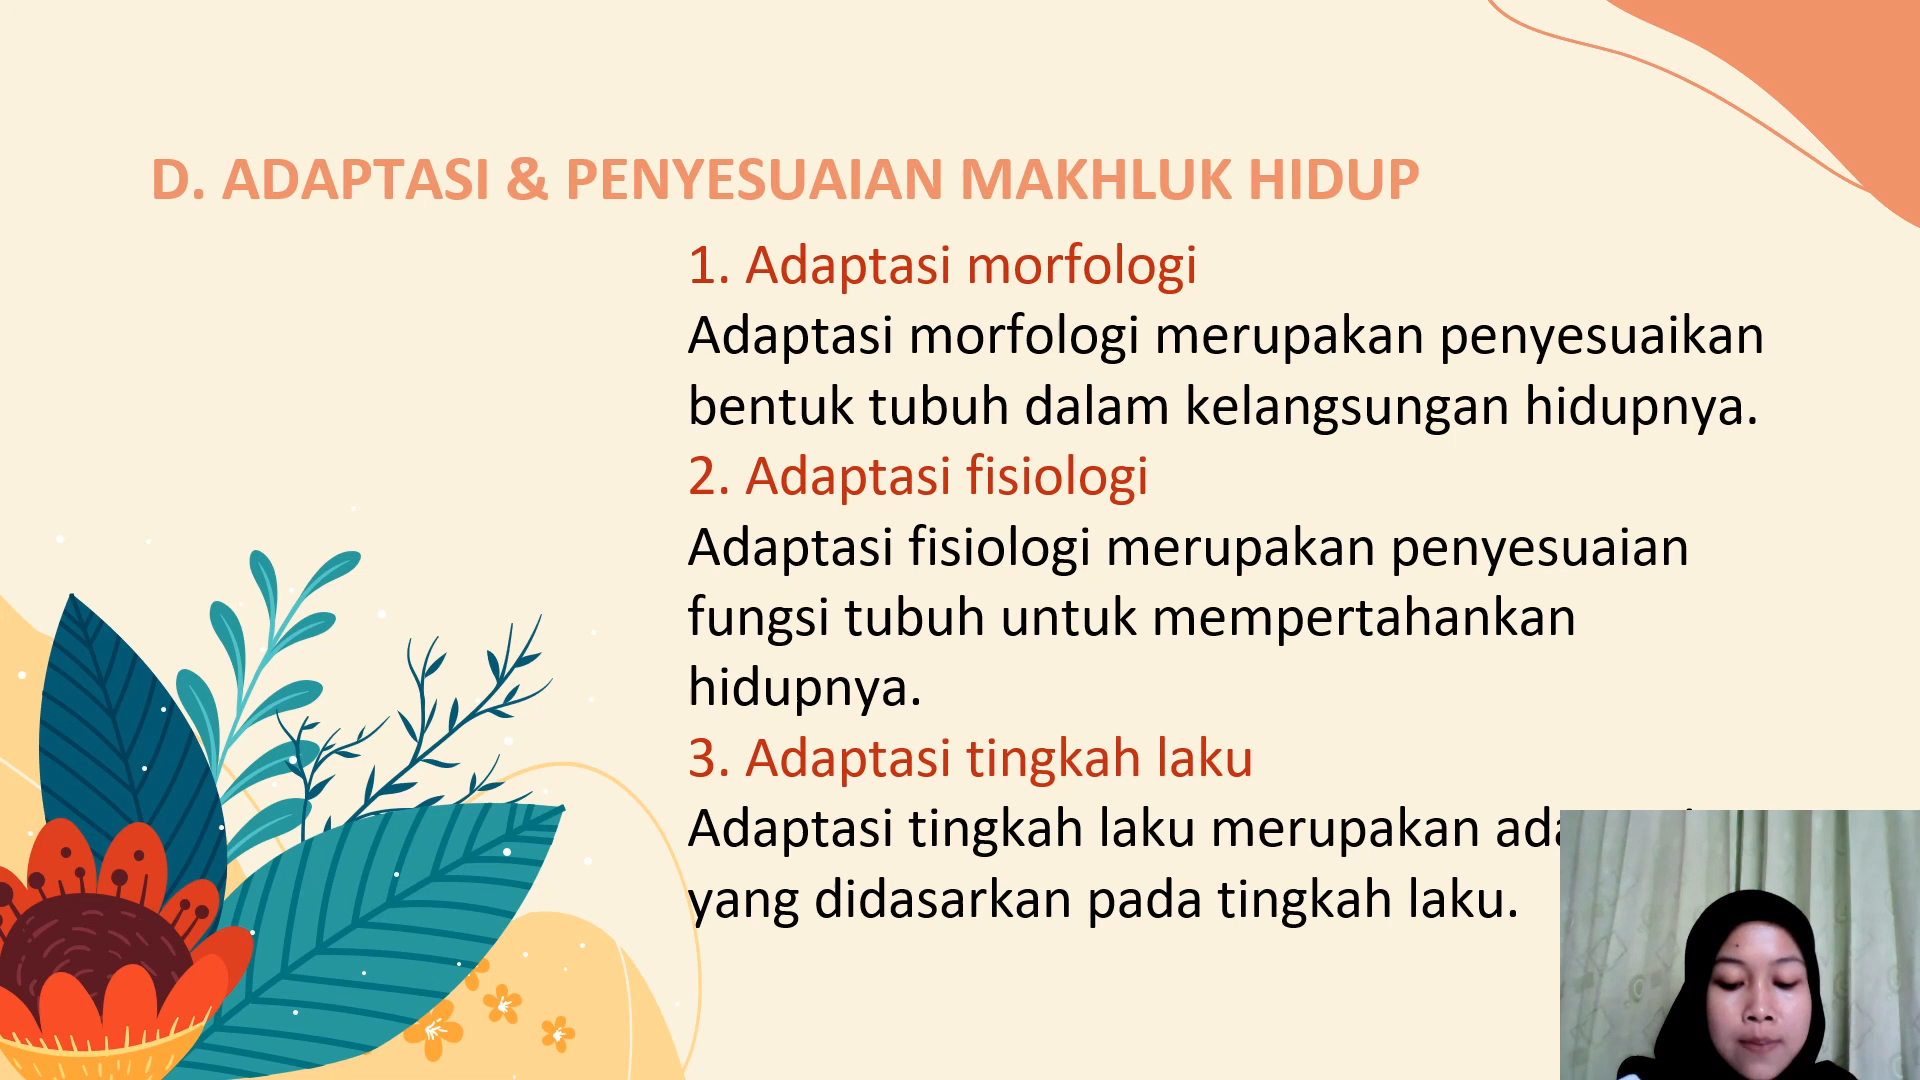 D. ADAPTASI & PENYESUAIAN MAKHLUK HIDUP
1. Adaptasi morfologi
Adaptasi morfologi merupakan penyesuaikan
bentuk tubuh dalam kelangsungan hidupnya.
2. Adaptasi fisiologi
Adaptasi fisiologi merupakan penyesuaian
fungsi tubuh untuk mempertahankan
hidupnya.
3. Adaptasi tingkah laku
Adaptasi tingkah laku merupakan
yang didasarkan pada tingkah laku.